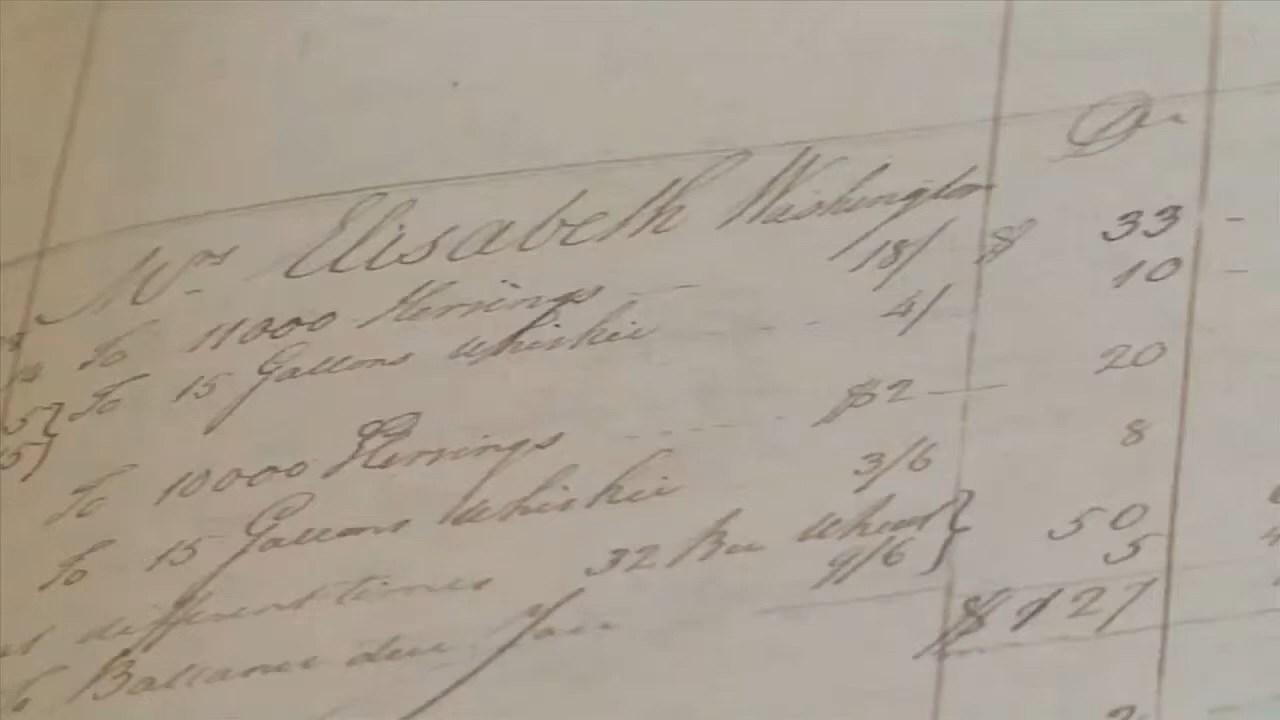 Mrs Elisabeth Washington Dr
To 11000 Herrings 18/ $ 33 -
To 15 Gallons whiskie 4/ 10 -
To 10000 Herrings $2 20
To 15 Gallons whiskie 3/6 8
at different times 32 Bu wheat 50
9/6
To Ballance due 5
$127